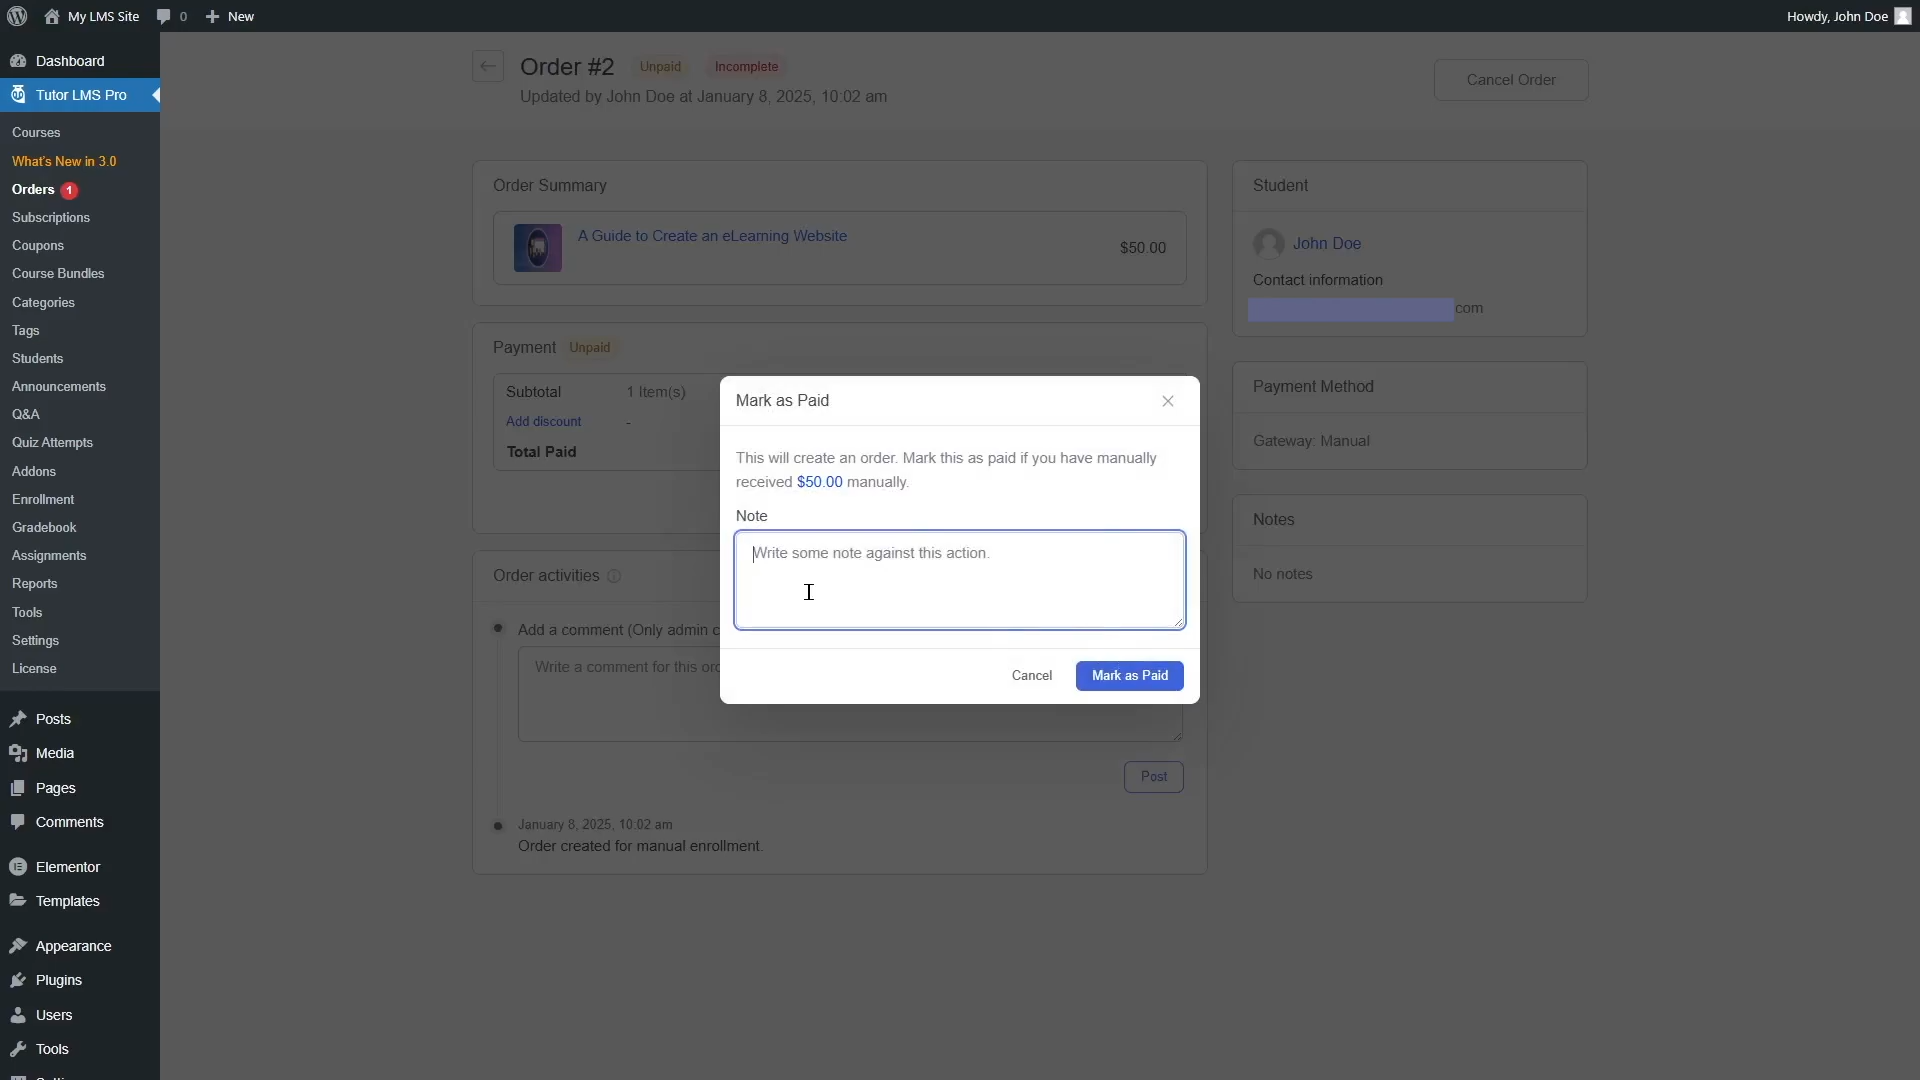 My LMS Site
0
New
Howdy, John Doe
Dashboard
Tutor LMS Pro
Courses
What's New in 3.0
Orders 1
Subscriptions
Coupons
Course Bundles
Categories
Tags
Students
Announcements
Q&A
Quiz Attempts
Addons
Enrollment
Gradebook
Assignments
Reports
Tools
Settings
License
Posts
Media
Pages
Comments
Elementor
Templates
Appearance
Plugins
Users
Tools
Order #2 Unpaid Incomplete
Updated by John Doe at January 8, 2025, 10:02 am
Cancel Order
Order Summary
A Guide to Create an eLearning Website
$50.00
Payment Unpaid
Subtotal 1 Item(s)
Add discount -
Total Paid
Order activities
Add a comment (Only admin c
Write a comment for this ord
Post
January 8, 2025, 10:02 am
Order created for manual enrollment.
Mark as Paid
This will create an order. Mark this as paid if you have manually
received $50.00 manually.
Note
Write some note against this action.
Cancel
Mark as Paid
Student
John Doe
Contact information
com
Payment Method
Gateway: Manual
Notes
No notes